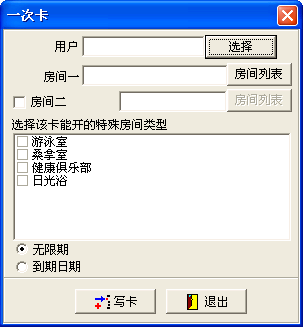 一次卡
用户 选择
房间一 房间列表
房间二 房间列表
选择该卡能开的特殊房间类型
游泳室
桑拿室
健康俱乐部
日光浴
无限期
到期日期
写卡 退出